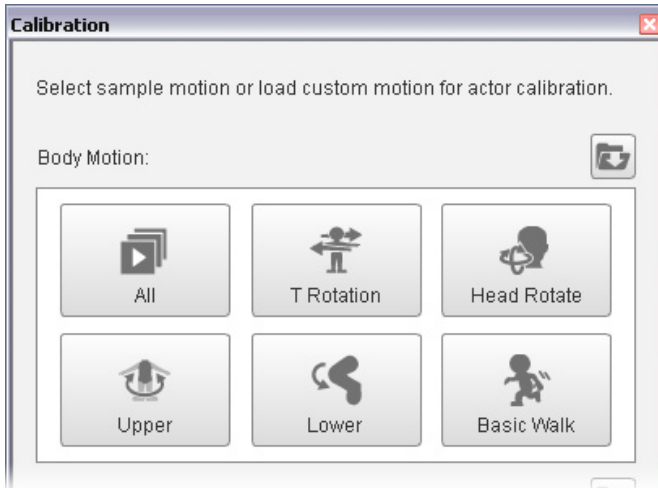 Calibration
Select sample motion or load custom motion for actor calibration.
Body Motion:
All
T Rotation
Head Rotate
Upper
Lower
Basic Walk